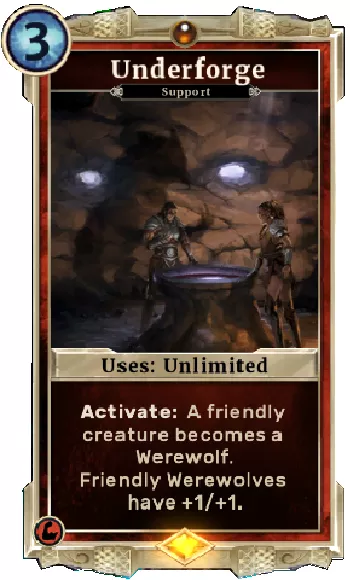 3
Underforge
Support
Uses: Unlimited
Activate: A friendly
creature becomes a
Werewolf.
Friendly Werewolves
have +1/+1.